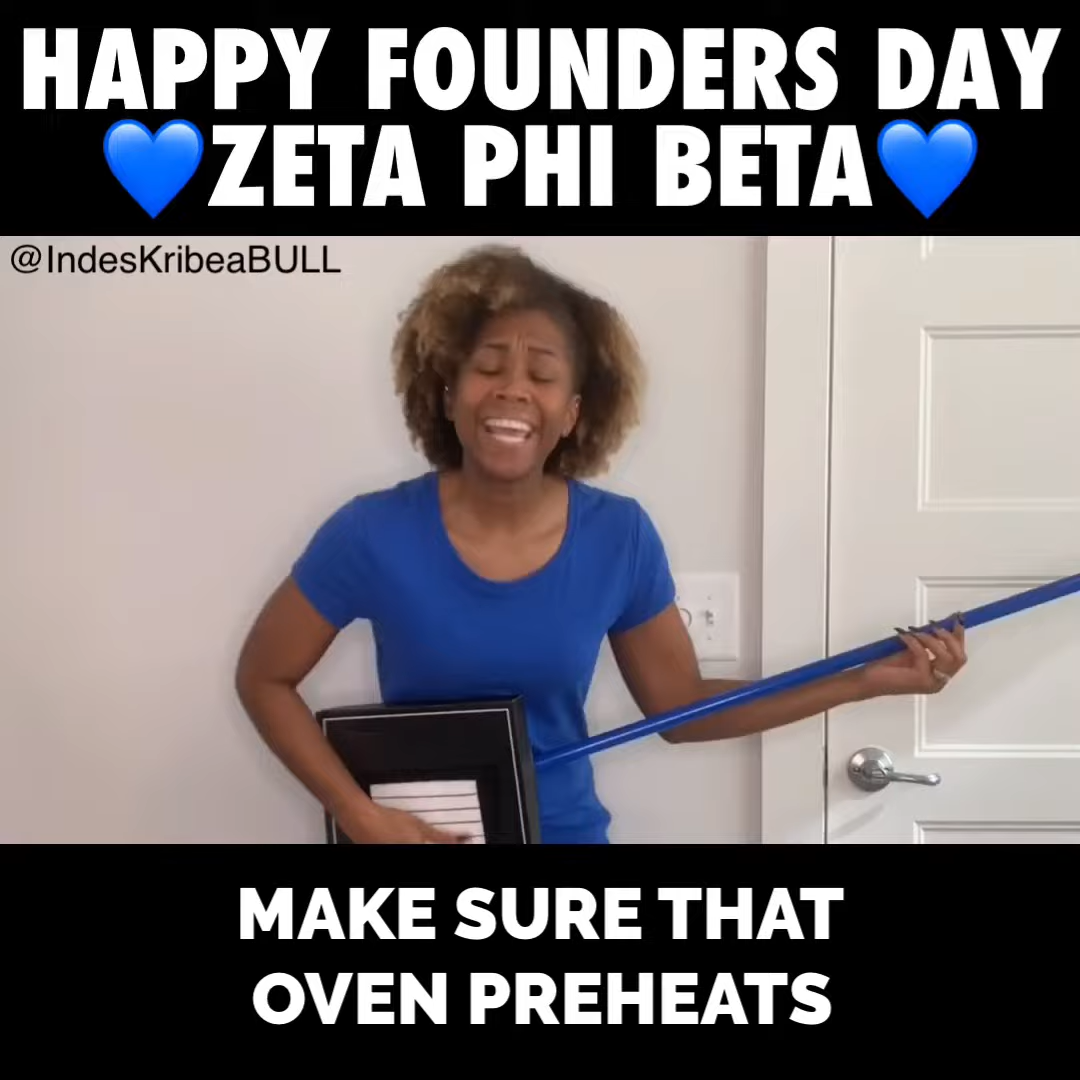 HAPPY FOUNDERS DAY
💙ZETA PHI BETA💙
@IndesKribeaBULL
MAKE SURE THAT
OVEN PREHEATS